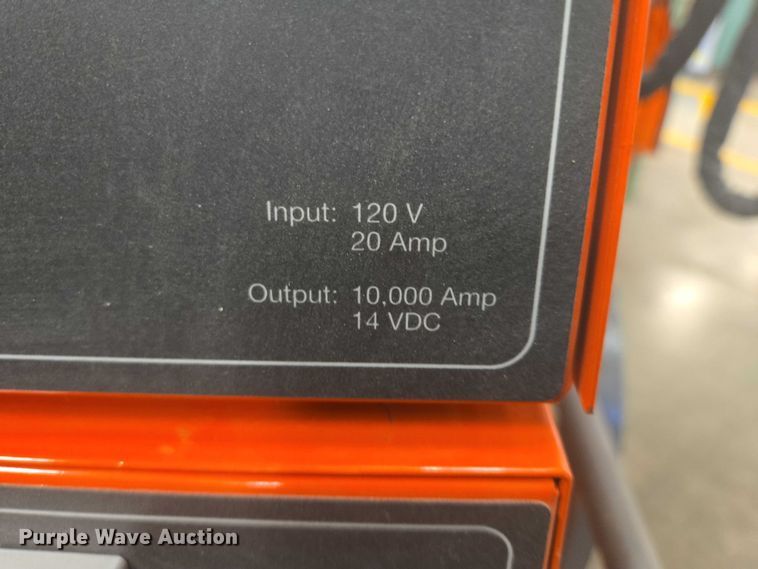 Input: 120 V
20 Amp
Output: 10,000 Amp
14 VDC
Purple Wave Auction